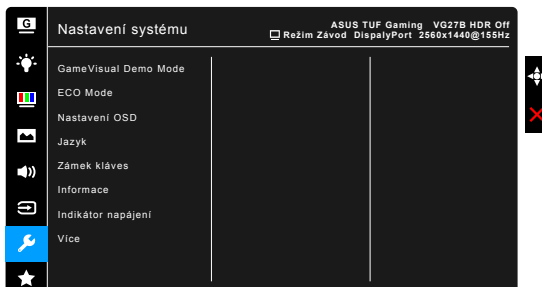 G
Nastavení systému
ASUS TUF Gaming VG27B HDR Off
Režim Závod DispalyPort 2560x1440@155Hz
GameVisual Demo Mode
ECO Mode
Nastavení OSD
Jazyk
Zámek kláves
Informace
Indikátor napájení
Více